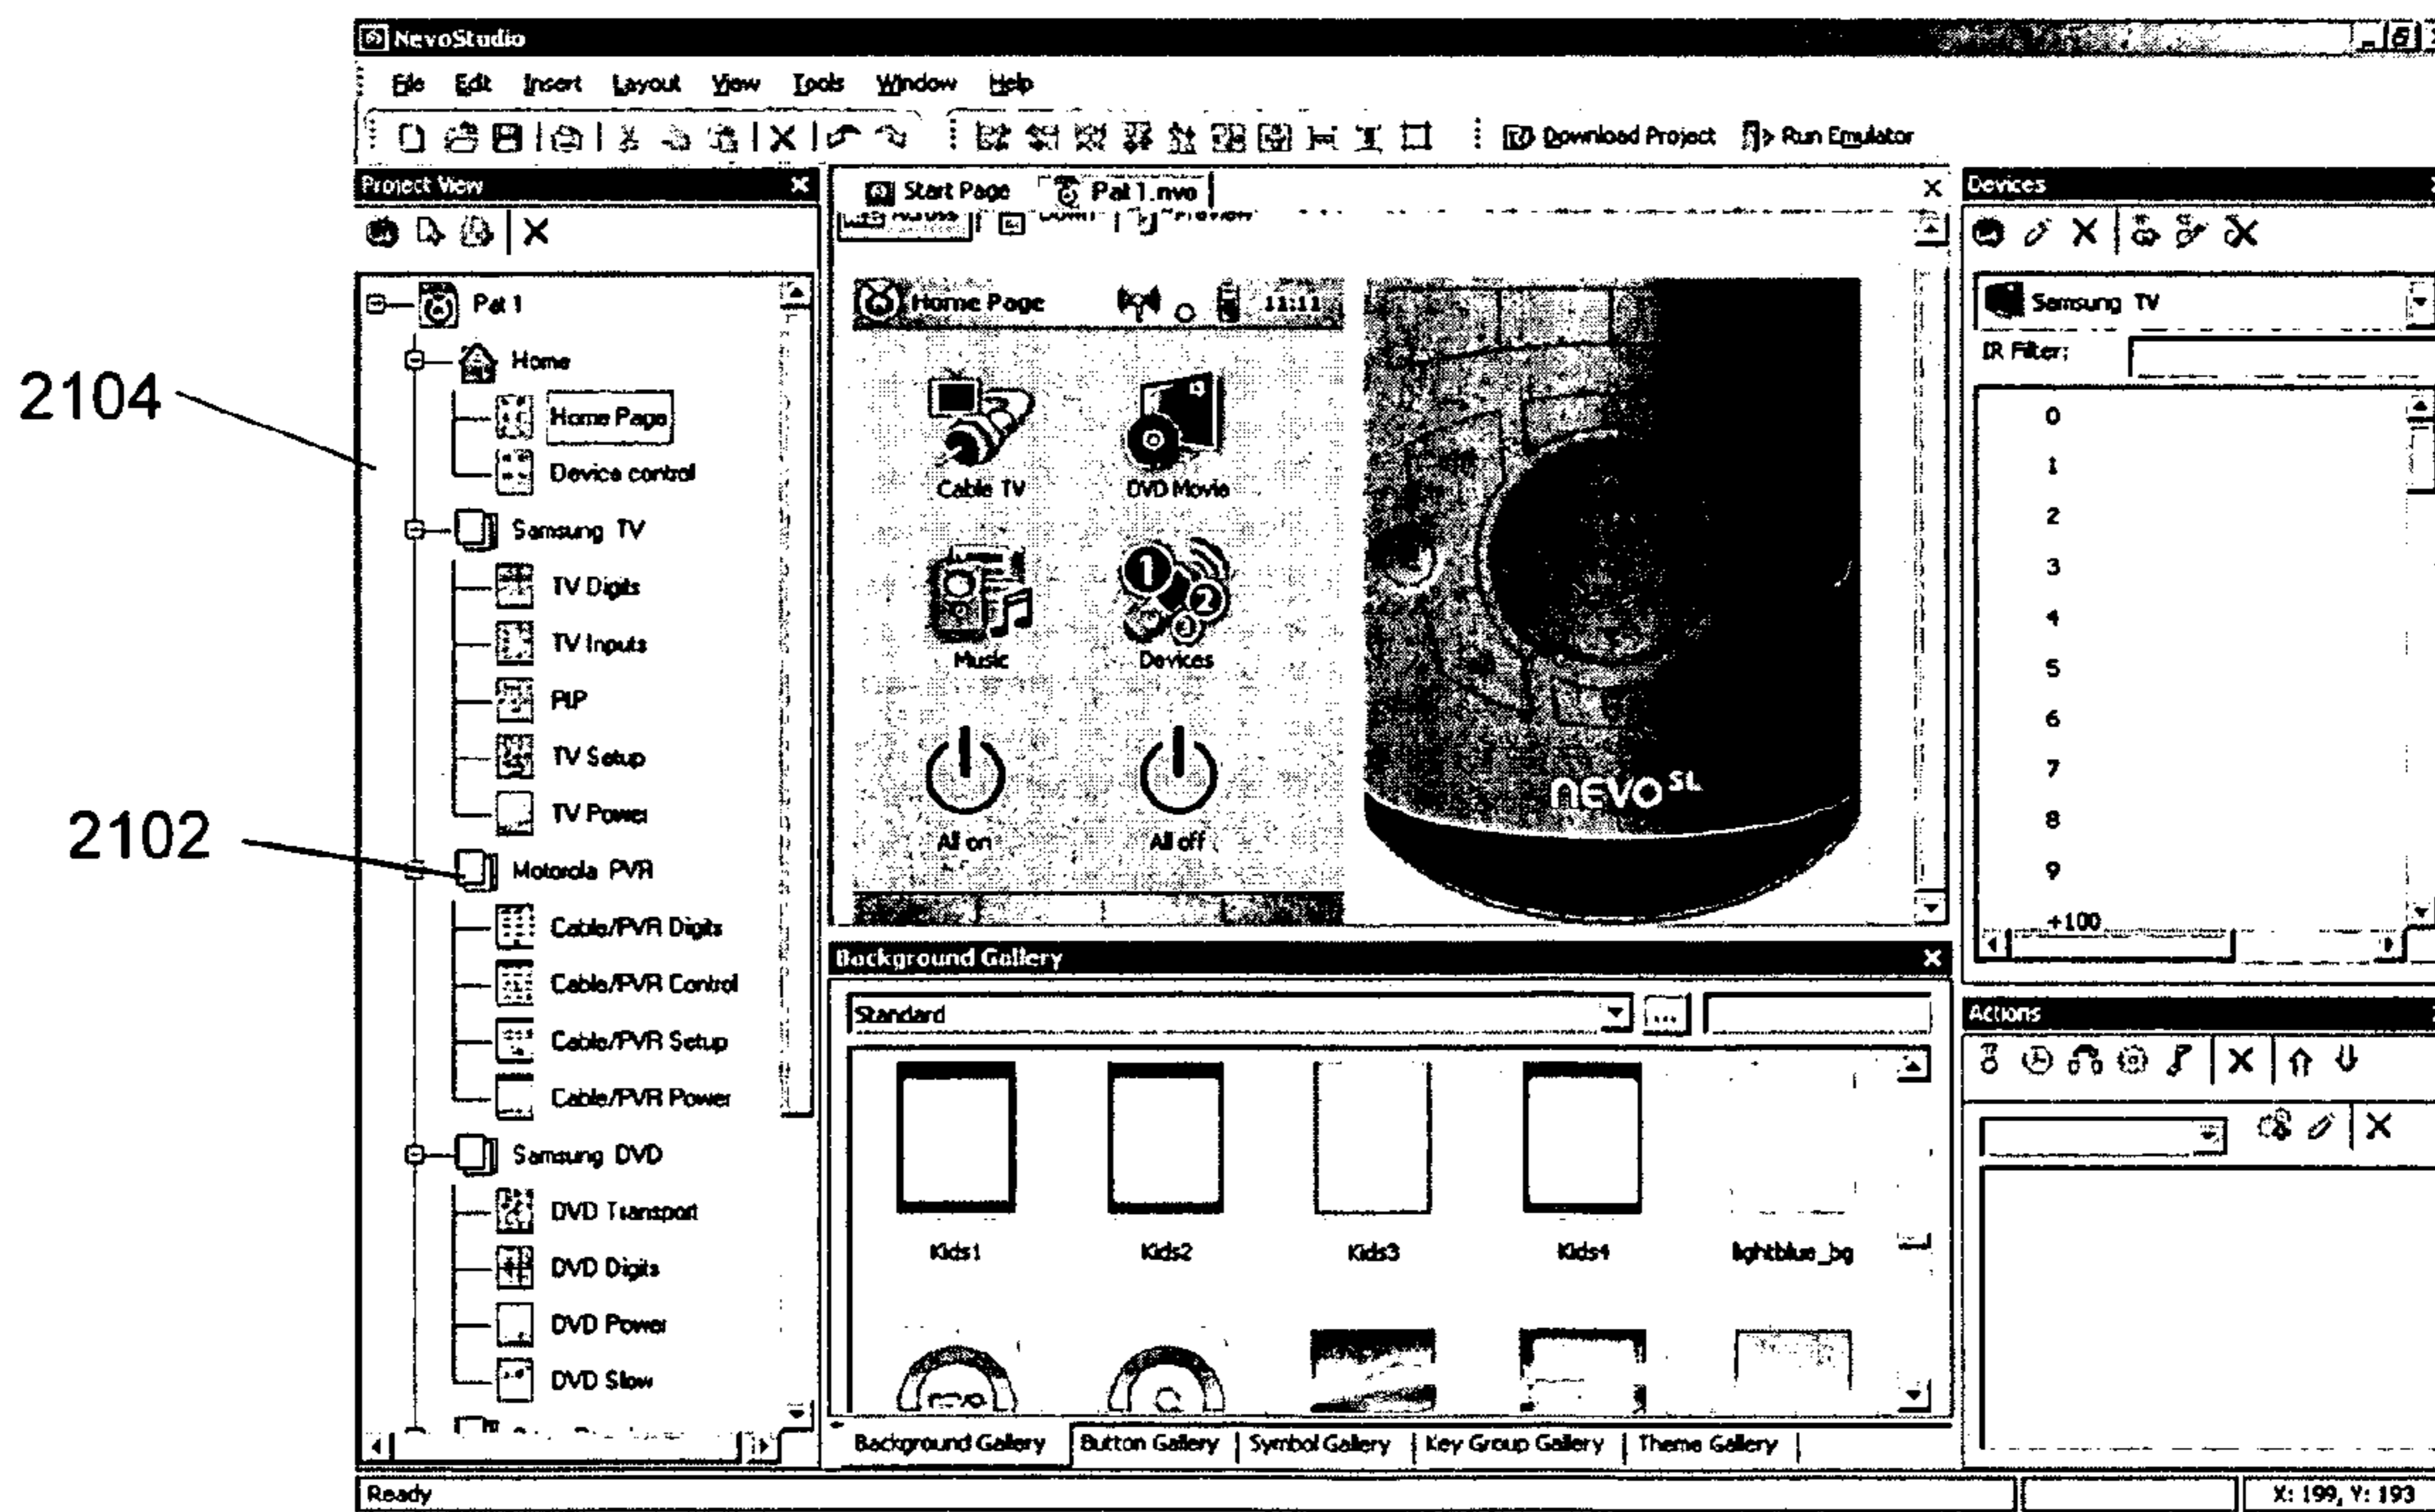 NevoStudio
File Edit Insert Layout View Tools Window Help
Download Project Run Emulator
Project View
Pat 1
Home
Home Page
Device control
Samsung TV
TV Digits
TV Inputs
PIP
TV Setup
TV Power
Motorola PVR
Cable/PVR Digits
Cable/PVR Control
Cable/PVR Setup
Cable/PVR Power
Samsung DVD
DVD Transport
DVD Digits
DVD Power
DVD Slow
2104
2102
Start Page Pat 1.nvo
Across Down Preview
Home Page 11:11
Cable TV DVD Movie
Music Devices
1 2 3
All on All off
nevo SL
Background Gallery
Standard ...
Kids1 Kids2 Kids3 Kids4 lightblue_bg
Background Gallery Button Gallery Symbol Gallery Key Group Gallery Theme Gallery
Devices
Samsung TV
IR Filter:
0
1
2
3
4
5
6
7
8
9
+100
Actions
Ready
X: 199, Y: 193